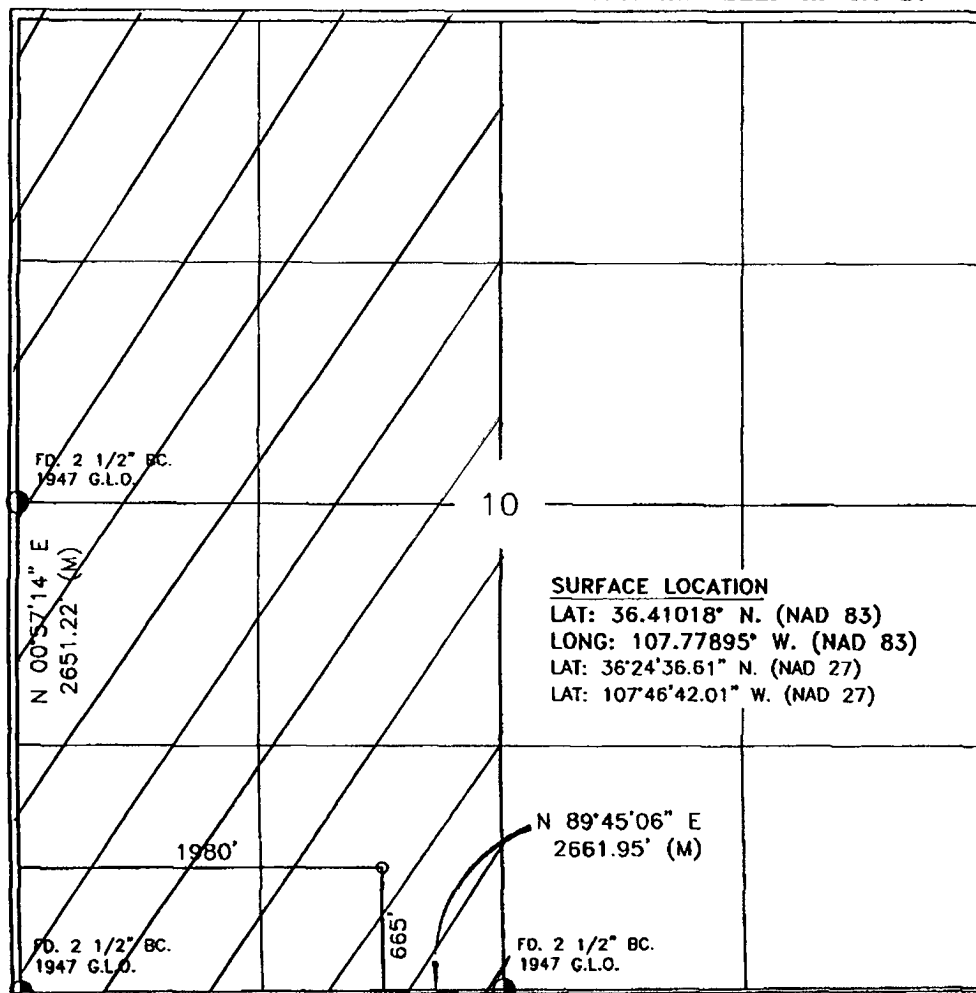 FD. 2 1/2" BC.
1947 G.L.O.
10
N 00°57'14" E
2651.22' (M)
SURFACE LOCATION
LAT: 36.41018° N. (NAD 83)
LONG: 107.77895° W. (NAD 83)
LAT: 36°24'36.61" N. (NAD 27)
LAT: 107°46'42.01" W. (NAD 27)
N 89°45'06" E
2661.95' (M)
1980'
665'
FD. 2 1/2" BC.
1947 G.L.O.
FD. 2 1/2" BC.
1947 G.L.O.